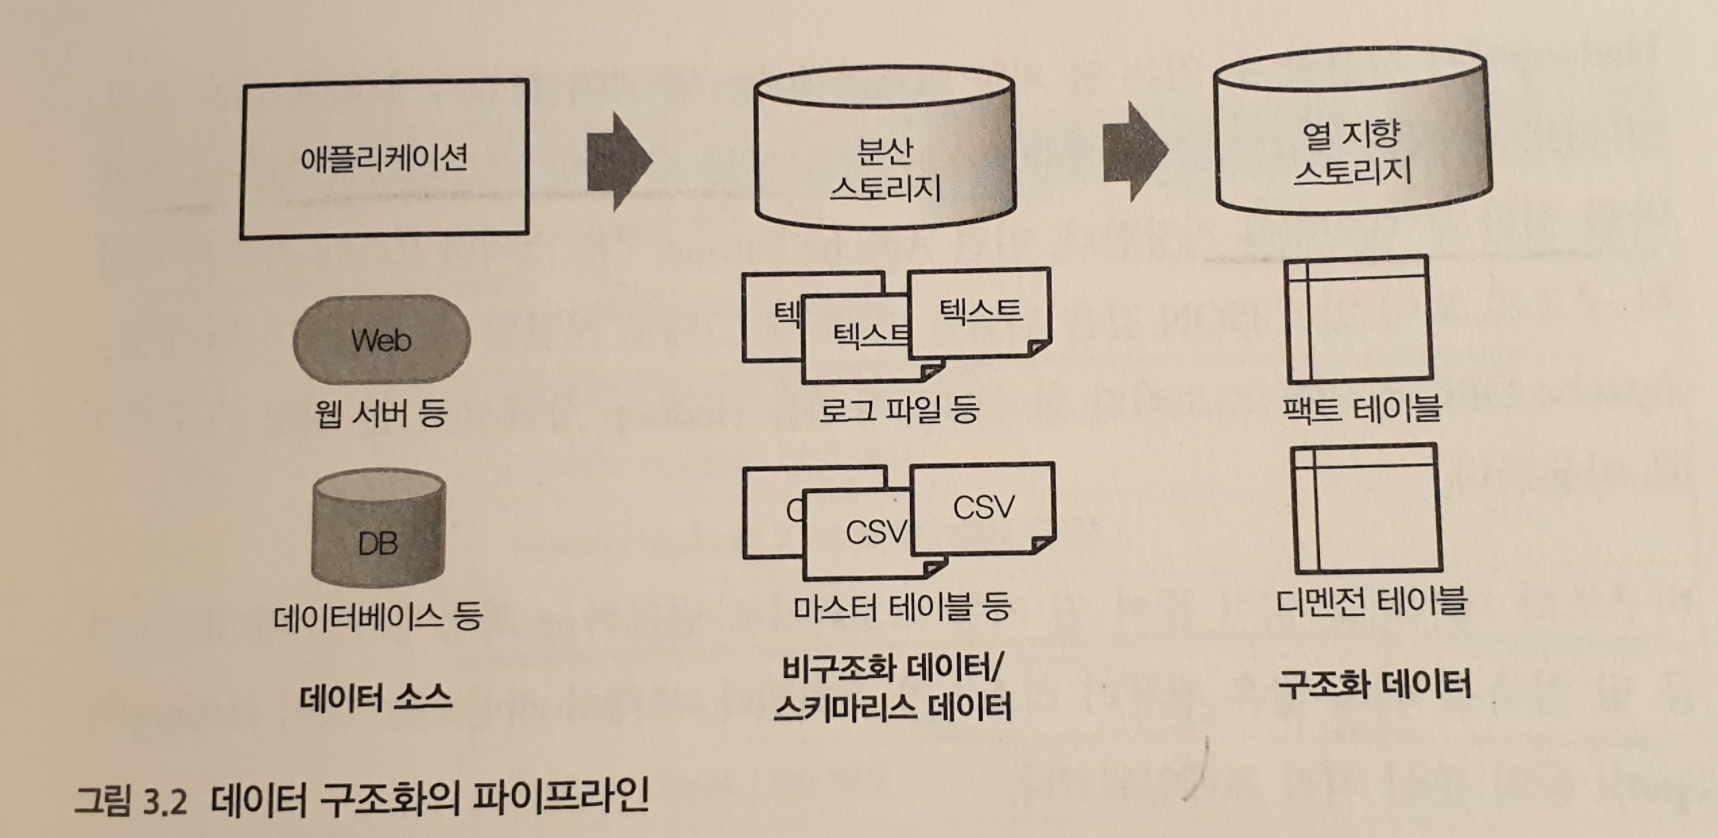 애플리케이션
분산
스토리지
열 지향
스토리지
Web
웹 서버 등
텍
텍스트
텍스트
로그 파일 등
팩트 테이블
DB
데이터베이스 등
C
CSV
CSV
마스터 테이블 등
디멘전 테이블
데이터 소스
비구조화 데이터/
스키마리스 데이터
구조화 데이터
그림 3.2 데이터 구조화의 파이프라인